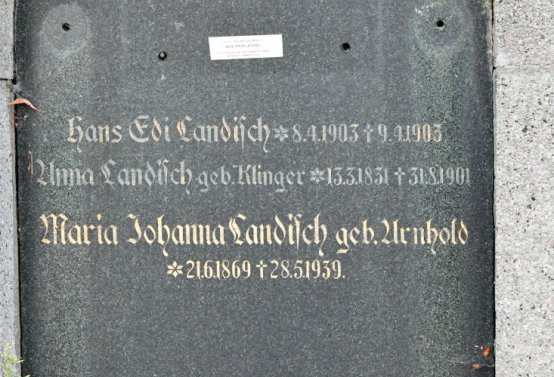 Hans Edi Landisch * 8.4.1903 † 9.4.1903
Anna Landisch geb. Klinger * 13.3.1831 † 31.8.1901
Maria Johanna Landisch geb. Arnhold
* 21.6.1869 † 28.5.1939.